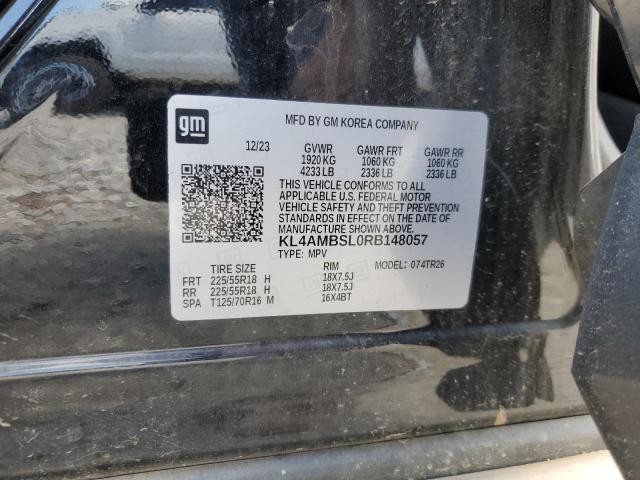 gm
MFD BY GM KOREA COMPANY
12/23 GVWR GAWR FRT GAWR RR
1920 KG 1060 KG 1060 KG
4233 LB 2336 LB 2336 LB
THIS VEHICLE CONFORMS TO ALL
APPLICABLE U.S. FEDERAL MOTOR
VEHICLE SAFETY AND THEFT PREVENTION
STANDARDS IN EFFECT ON THE DATE OF
MANUFACTURE SHOWN ABOVE.
KL4AMBSL0RB148057
TYPE: MPV MODEL: 074TR26
TIRE SIZE RIM
FRT 225/55R18 H 18X7.5J
RR 225/55R18 H 18X7.5J
SPA T125/70R16 M 16X4BT